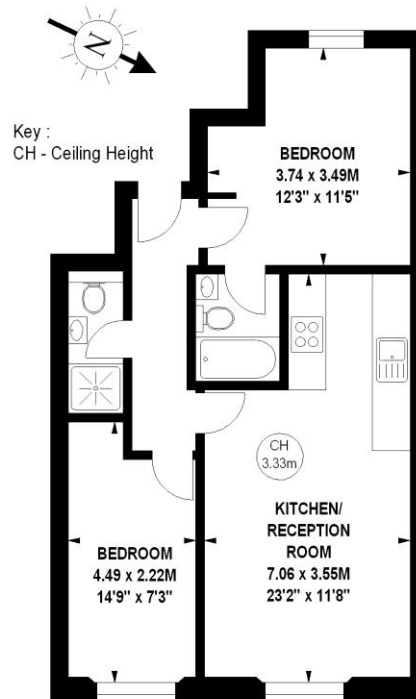 N
Key :
CH - Ceiling Height
BEDROOM
3.74 x 3.49M
12'3" x 11'5"
CH
3.33m
KITCHEN/
RECEPTION
ROOM
7.06 x 3.55M
23'2" x 11'8"
BEDROOM
4.49 x 2.22M
14'9" x 7'3"